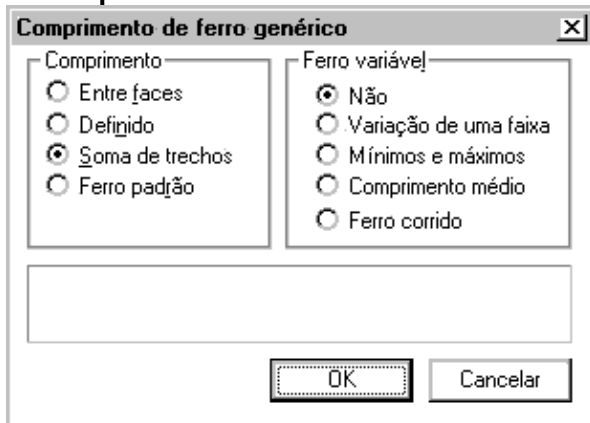 Comprimento de ferro genérico
Comprimento
Entre faces
Definido
Soma de trechos
Ferro padrão
Ferro variável
Não
Variação de uma faixa
Mínimos e máximos
Comprimento médio
Ferro corrido
OK
Cancelar